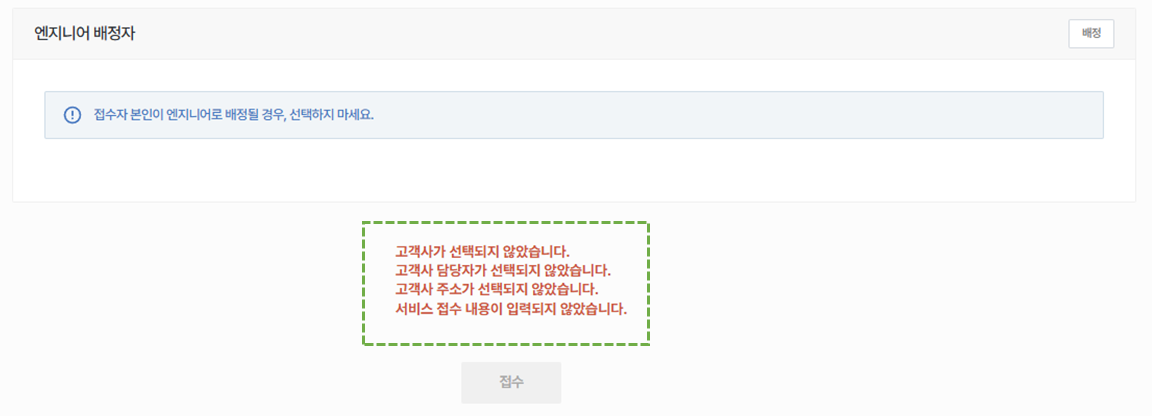 엔지니어 배정자
배정
접수자 본인이 엔지니어로 배정될 경우, 선택하지 마세요.
고객사가 선택되지 않았습니다.
고객사 담당자가 선택되지 않았습니다.
고객사 주소가 선택되지 않았습니다.
서비스 접수 내용이 입력되지 않았습니다.
접수